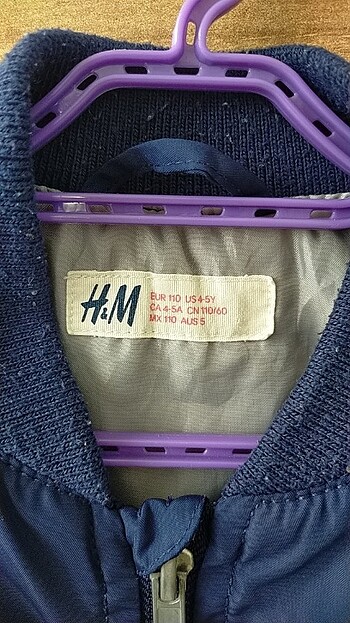 H&M
EUR 110 US 4-5Y
CA 4-5A CN 110/60
MX 110 AUS 5